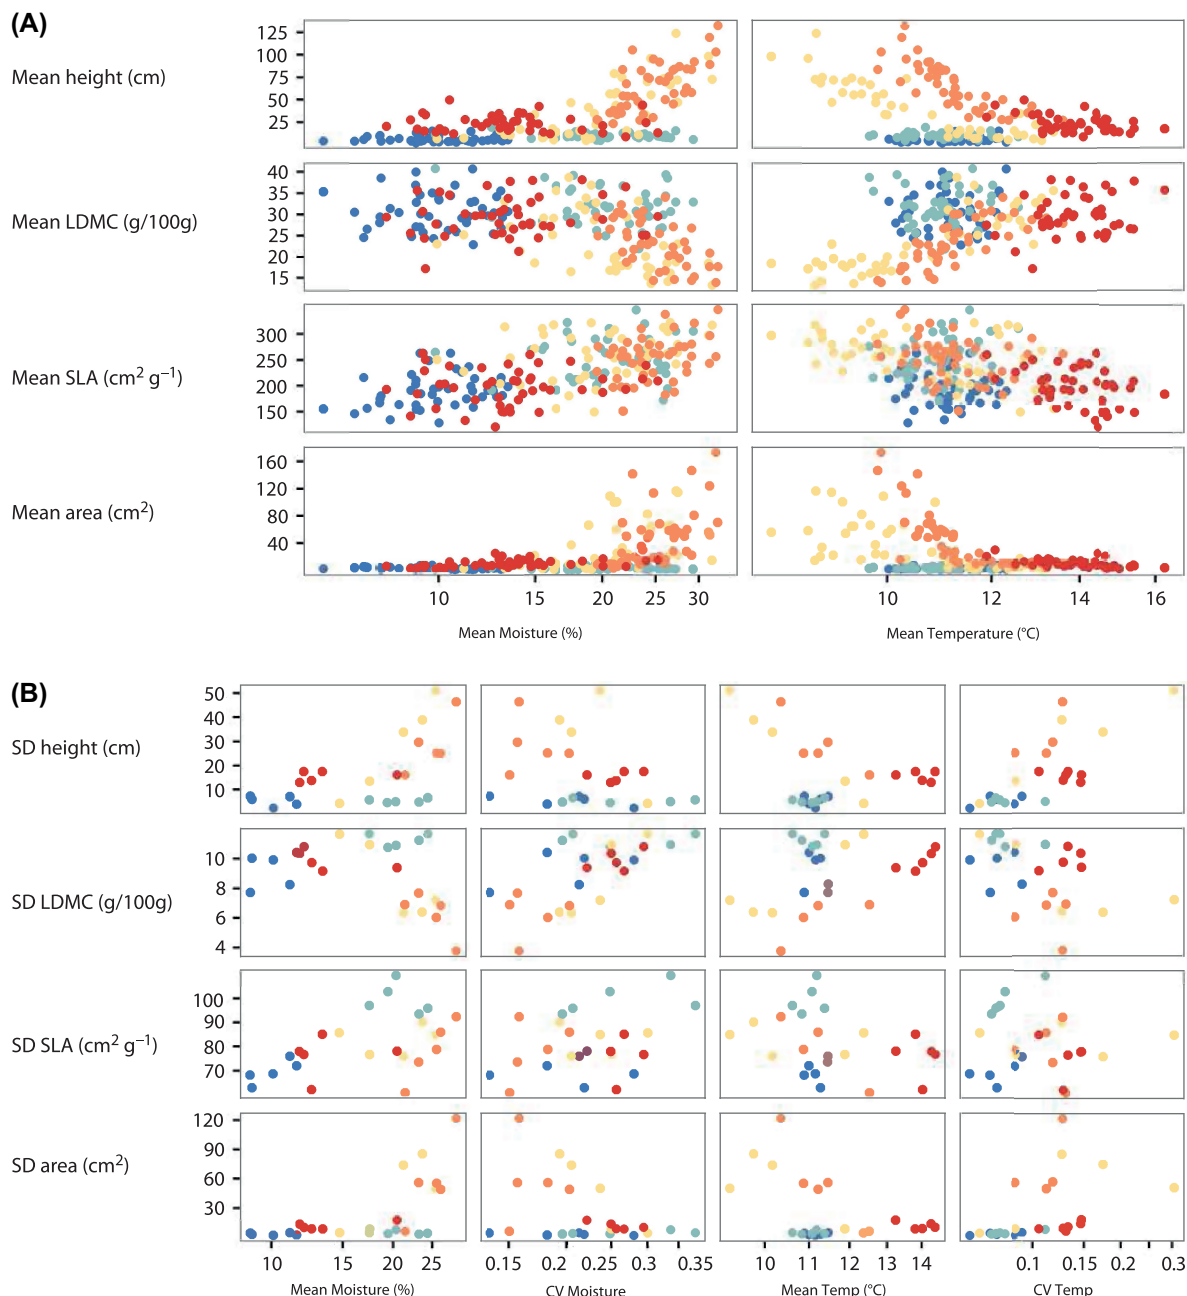 (A)
Mean height (cm)
125
100
75
50
25
Mean LDMC (g/100g)
40
35
30
25
20
15
Mean SLA (cm² g⁻¹)
300
250
200
150
Mean area (cm²)
160
120
80
40
10 15 20 25 30
10 12 14 16
Mean Moisture (%)
Mean Temperature (°C)
(B)
SD height (cm)
50
40
30
20
10
SD LDMC (g/100g)
10
8
6
4
SD SLA (cm² g⁻¹)
100
90
80
70
SD area (cm²)
120
90
60
30
10 15 20 25
0.15 0.2 0.25 0.3 0.35
10 11 12 13 14
0.1 0.2 0.3
Mean Moisture (%)
CV Moisture
Mean Temp (°C)
CV Temp